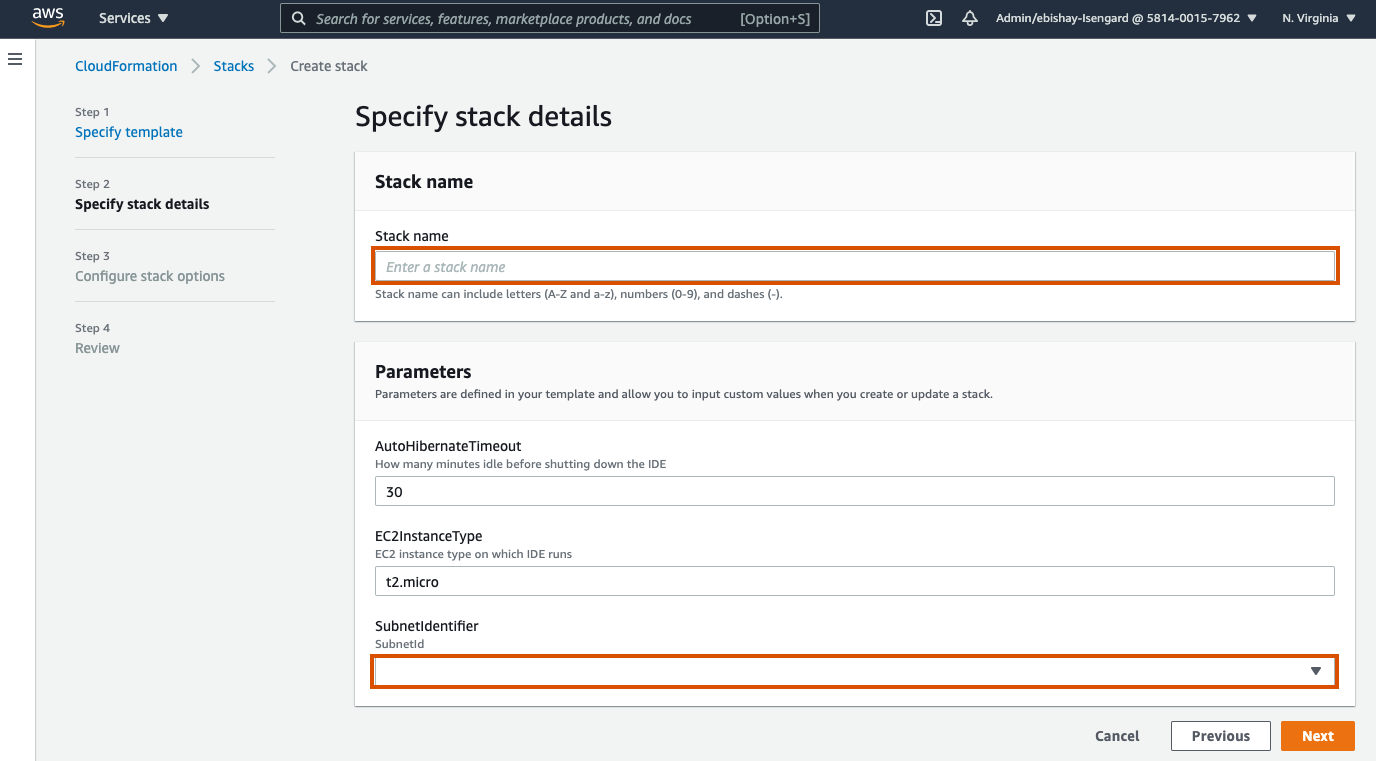 aws
Services
Search for services, features, marketplace products, and docs [Option+S]
Admin/ebishay-Isengard @ 5814-0015-7962
N. Virginia
CloudFormation
Stacks
Create stack
Step 1
Specify template
Step 2
Specify stack details
Step 3
Configure stack options
Step 4
Review
Specify stack details
Stack name
Stack name
Enter a stack name
Stack name can include letters (A-Z and a-z), numbers (0-9), and dashes (-).
Parameters
Parameters are defined in your template and allow you to input custom values when you create or update a stack.
AutoHibernateTimeout
How many minutes idle before shutting down the IDE
30
EC2InstanceType
EC2 instance type on which IDE runs
t2.micro
SubnetIdentifier
SubnetId
Cancel
Previous
Next